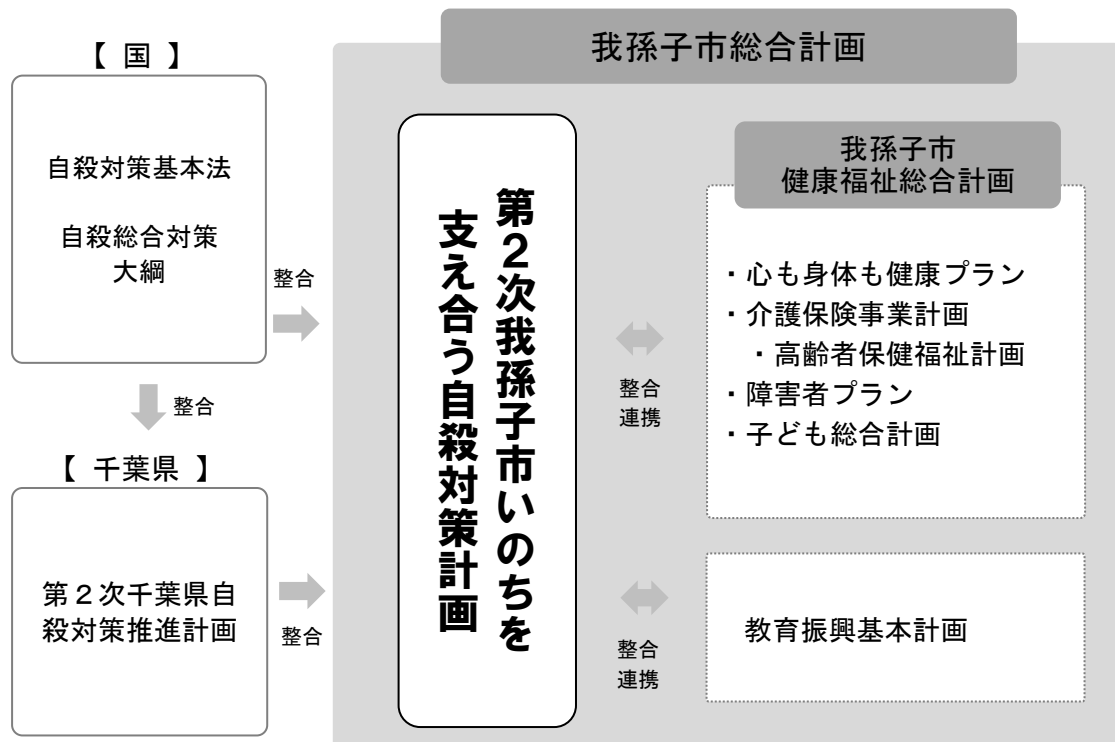 【 国 】
自殺対策基本法
自殺総合対策
大綱
整合
整合
【 千葉県 】
第２次千葉県自
殺対策推進計画
整合
我孫子市総合計画
第２次我孫子市いのちを
支え合う自殺対策計画
整合
連携
我孫子市
健康福祉総合計画
・心も身体も健康プラン
・介護保険事業計画
・高齢者保健福祉計画
・障害者プラン
・子ども総合計画
整合
連携
教育振興基本計画